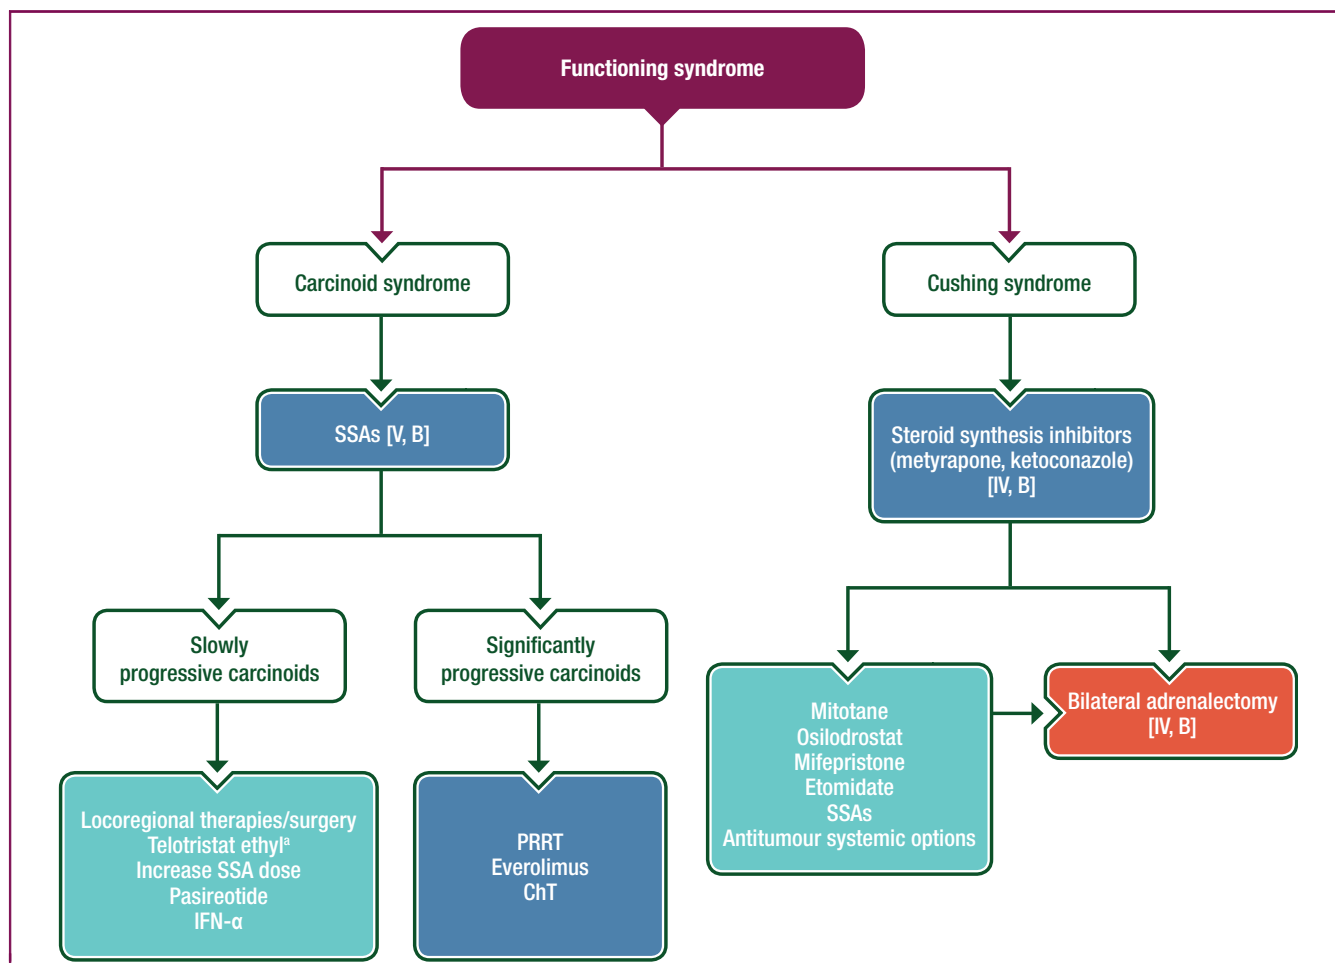 Functioning syndrome
Carcinoid syndrome
Cushing syndrome
SSAs [V, B]
Steroid synthesis inhibitors
(metyrapone, ketoconazole)
[IV, B]
Slowly
progressive carcinoids
Significantly
progressive carcinoids
Mitotane
Osilodrostat
Mifepristone
Etomidate
SSAs
Antitumour systemic options
Bilateral adrenalectomy
[IV, B]
Locoregional therapies/surgery
Telotristat ethylᵃ
Increase SSA dose
Pasireotide
IFN-α
PRRT
Everolimus
ChT